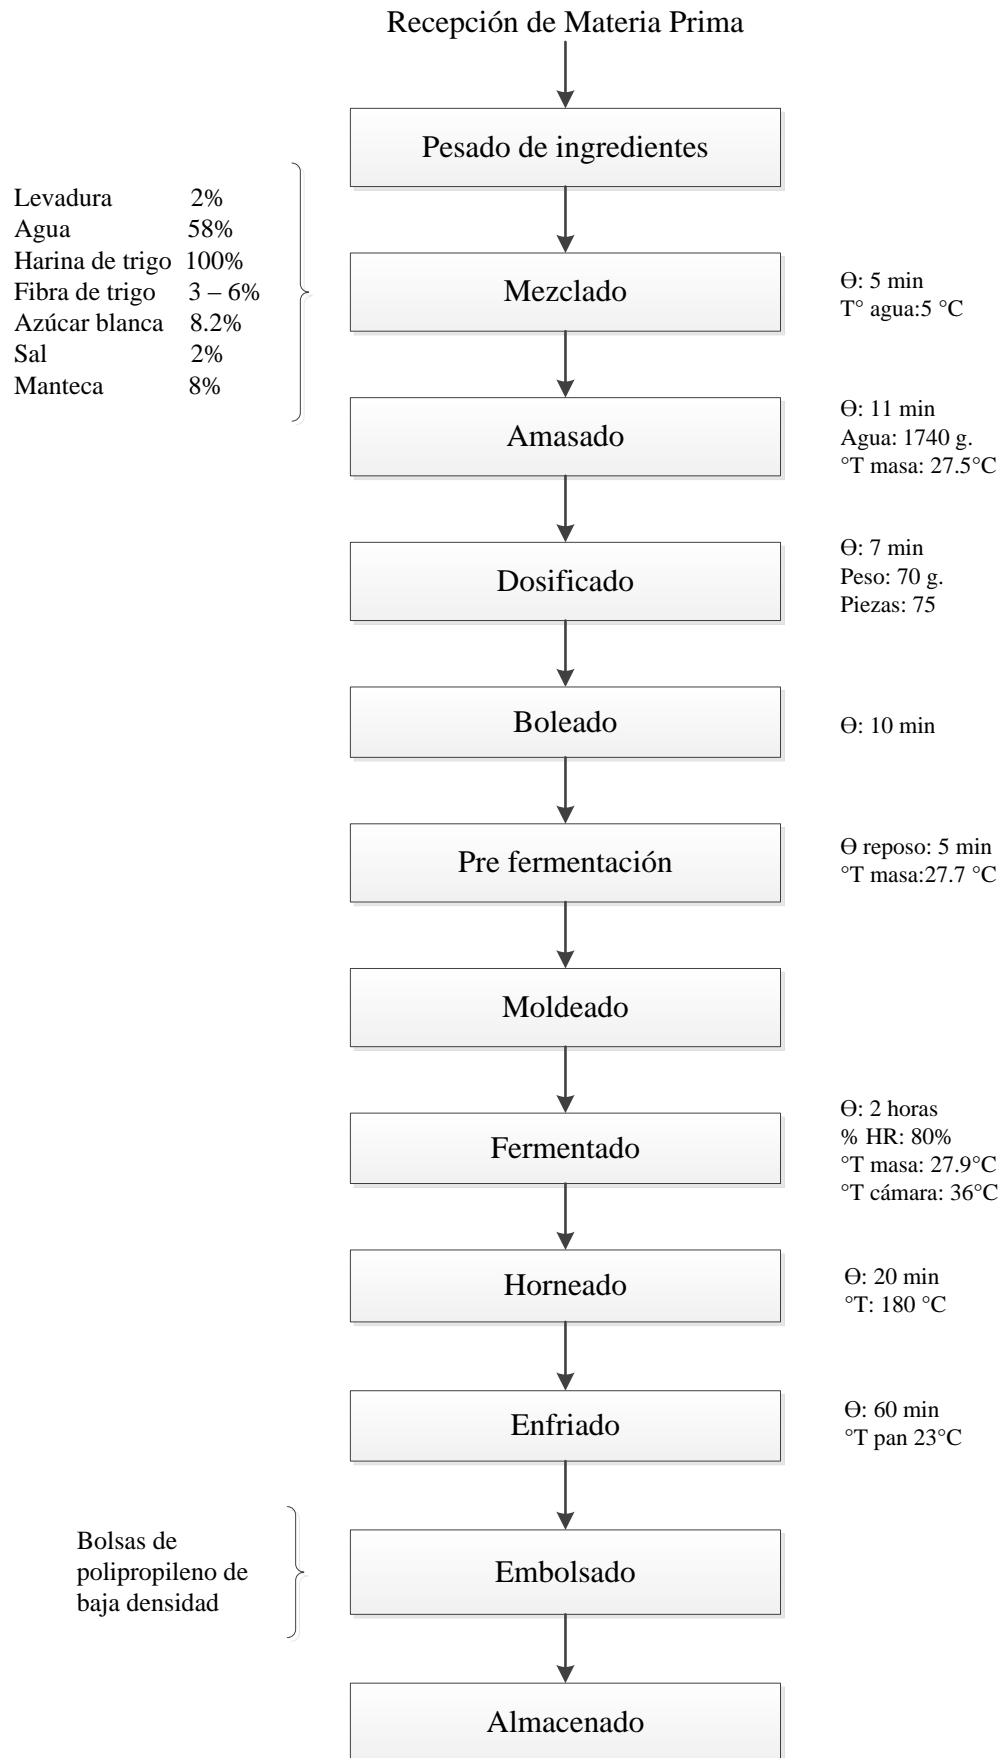 Recepción de Materia Prima
Pesado de ingredientes
Levadura 2%
Agua 58%
Harina de trigo 100%
Fibra de trigo 3 – 6%
Azúcar blanca 8.2%
Sal 2%
Manteca 8%
Mezclado
Ɵ: 5 min
T° agua:5 °C
Amasado
Ɵ: 11 min
Agua: 1740 g.
°T masa: 27.5°C
Dosificado
Ɵ: 7 min
Peso: 70 g.
Piezas: 75
Boleado
Ɵ: 10 min
Pre fermentación
Ɵ reposo: 5 min
°T masa:27.7 °C
Moldeado
Fermentado
Ɵ: 2 horas
% HR: 80%
°T masa: 27.9°C
°T cámara: 36°C
Horneado
Ɵ: 20 min
°T: 180 °C
Enfriado
Ɵ: 60 min
°T pan 23°C
Bolsas de
polipropileno de
baja densidad
Embolsado
Almacenado